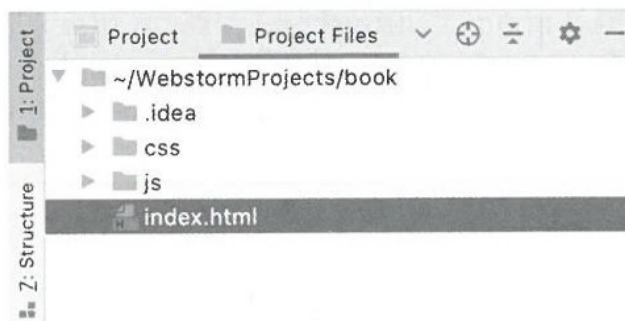 Project
Project Files
~/WebstormProjects/book
.idea
css
js
index.html
1: Project
7: Structure